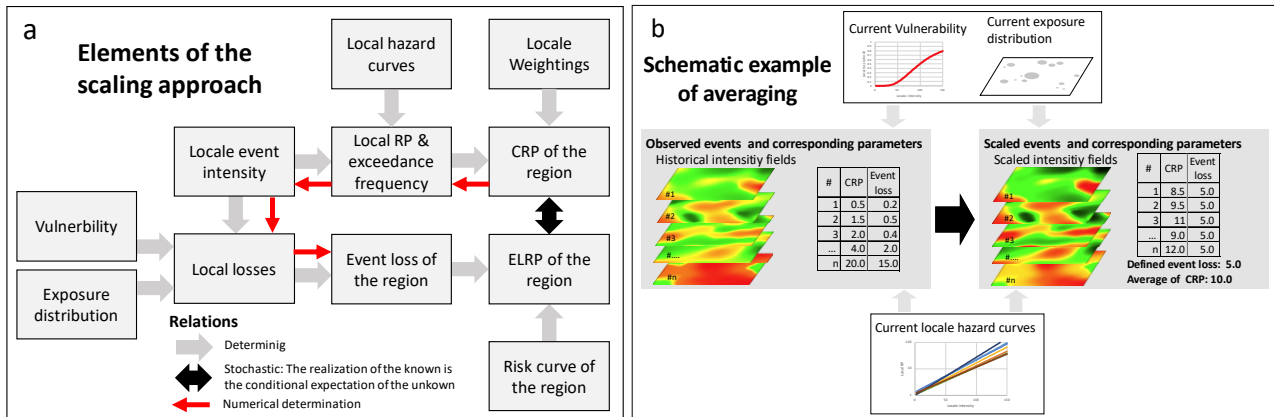 a
Elements of the
scaling approach
Local hazard
curves
Locale
Weightings
Locale event
intensity
Local RP &
exceedance
frequency
CRP of the
region
Vulnerbility
Exposure
distribution
Local losses
Event loss of
the region
ELRP of the
region
Risk curve of
the region
Relations
Determinig
Stochastic: The realization of the known
is the conditional expectation of the unkown
Numerical determination
b
Schematic example
of averaging
Current Vulnerability
Current exposure
distribution
Observed events and corresponding parameters
Historical intensitiy fields
#1
#2
#3
#....
#n
# CRP Event
loss
1 0.5 0.2
2 1.5 0.5
3 2.0 0.4
... 4.0 2.0
n 20.0 15.0
Scaled events and corresponding parameters
Scaled intensitiy fields
#1
#2
#3
#....
#n
# CRP Event
loss
1 8.5 5.0
2 9.5 5.0
3 11 5.0
... 9.0 5.0
n 12.0 5.0
Defined event loss: 5.0
Average of CRP: 10.0
Current locale hazard curves
Local RP
Locale intensity